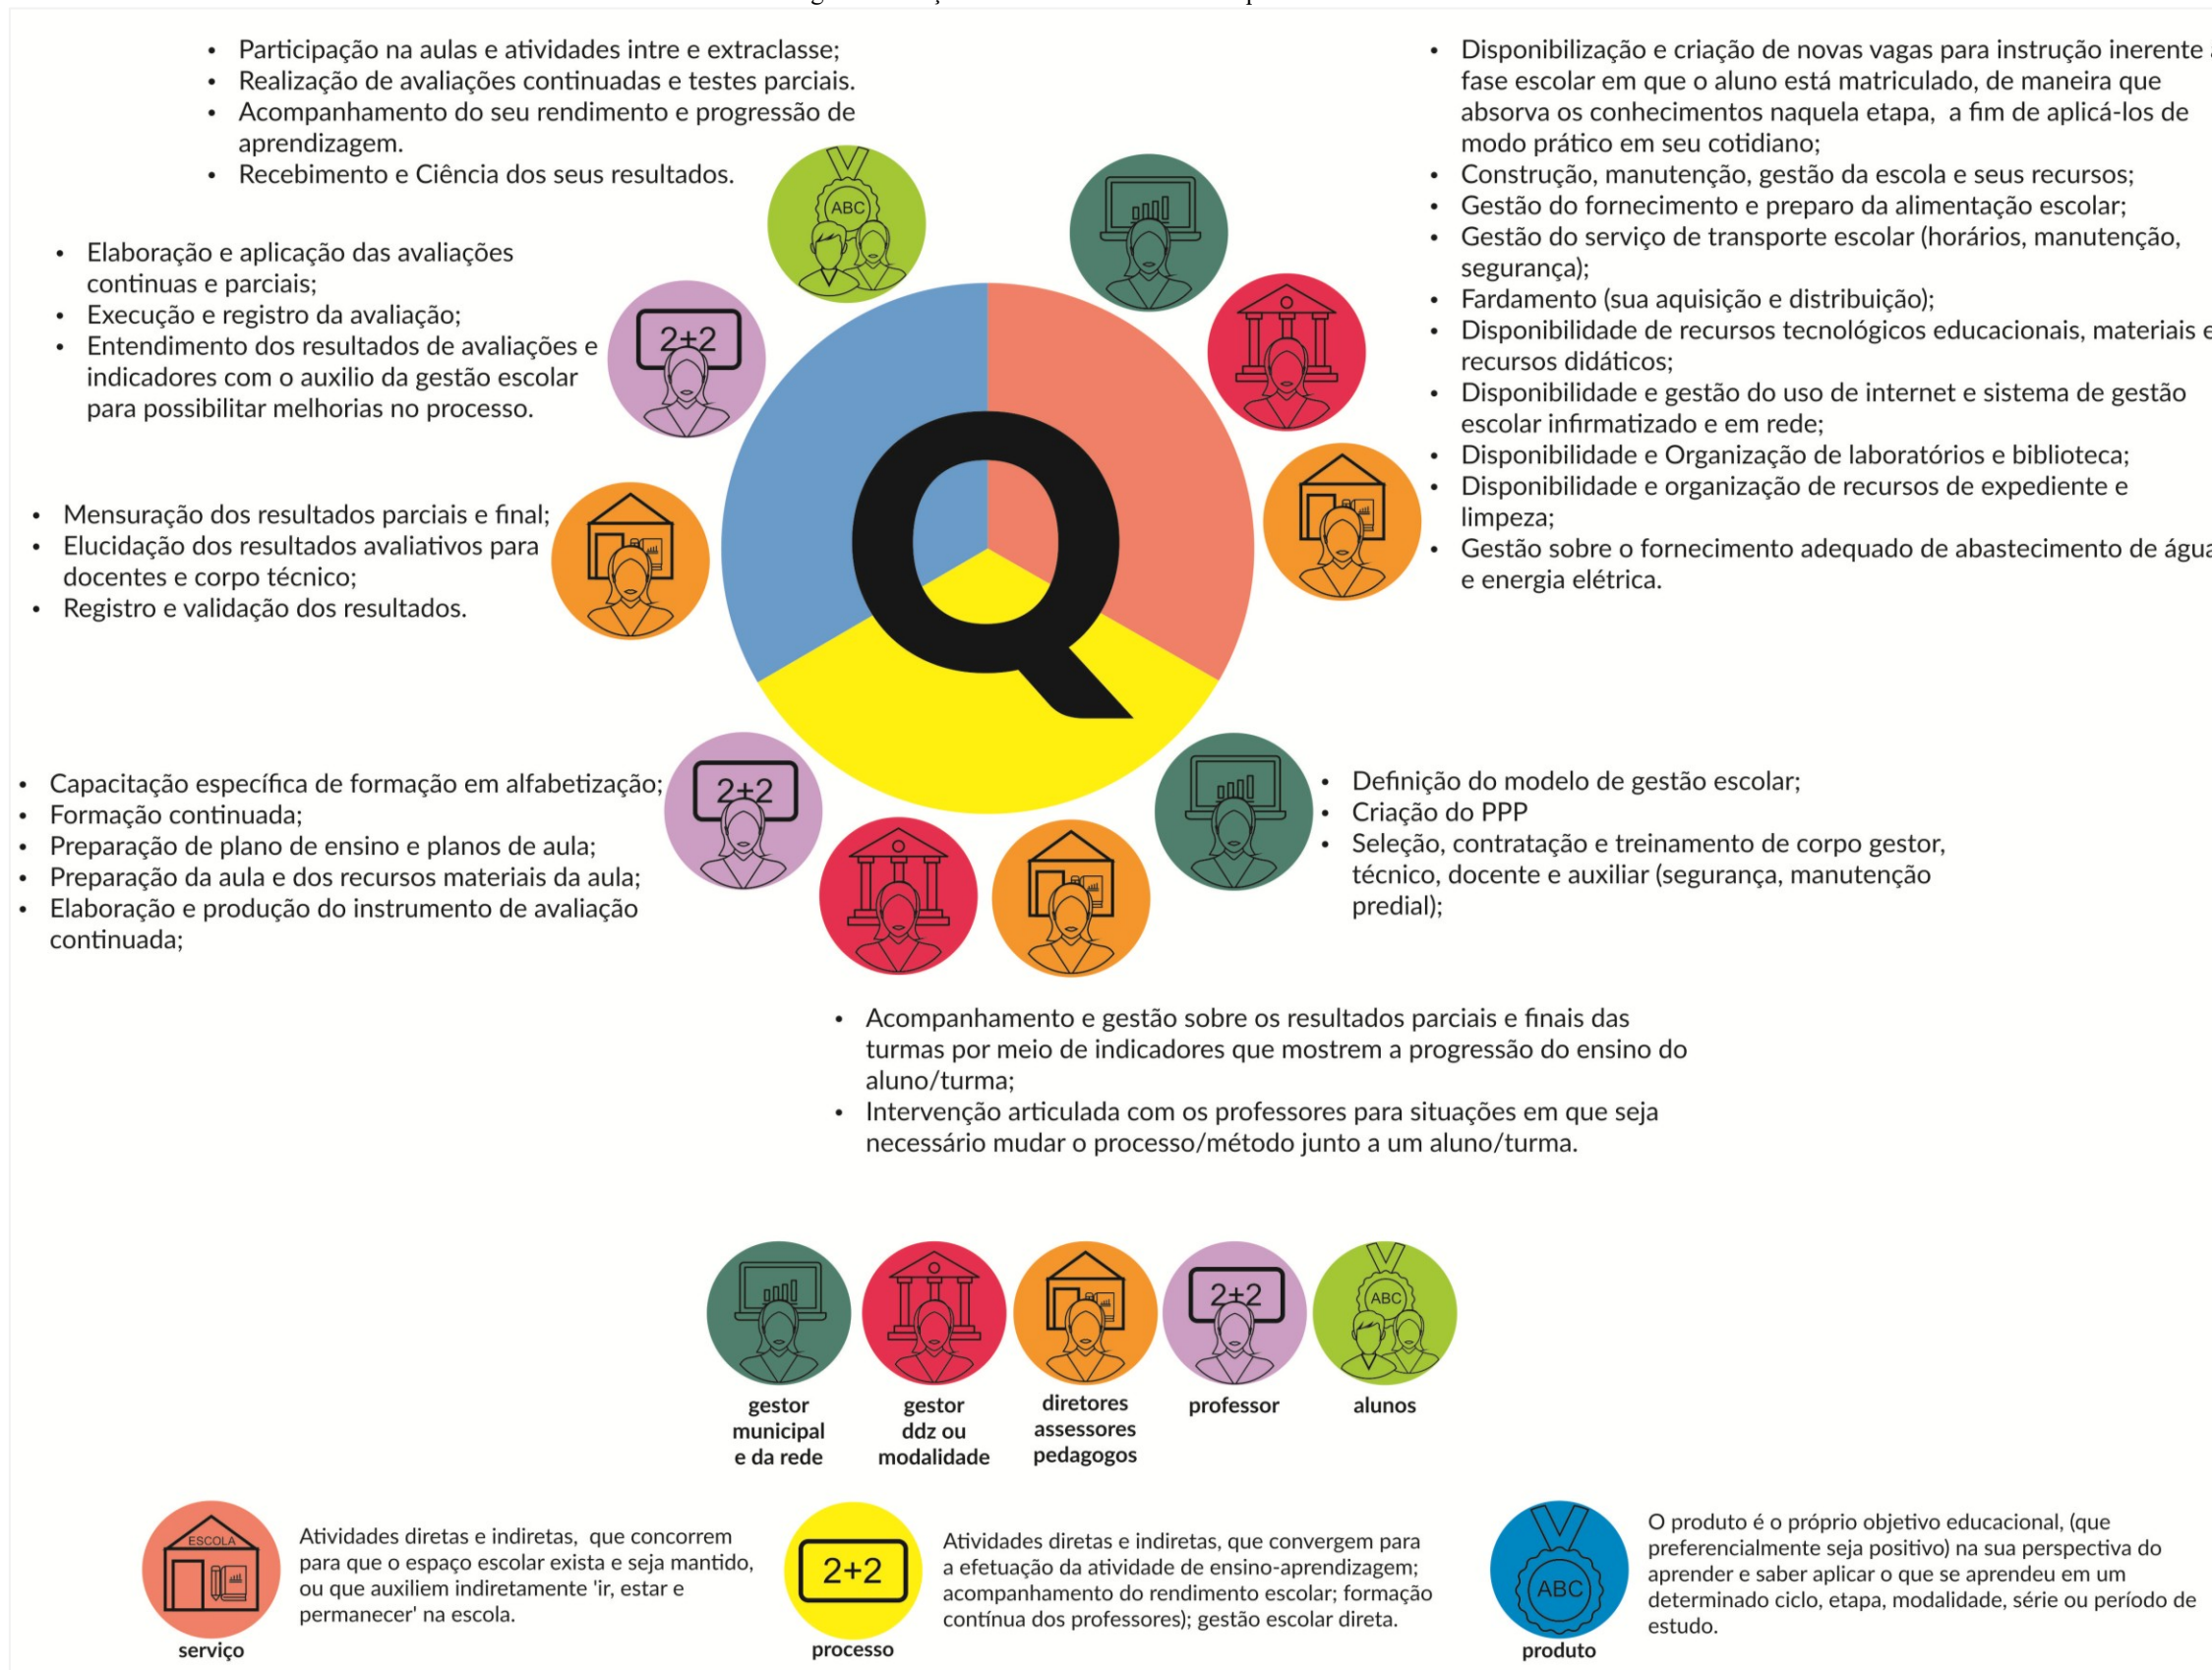 • Participação na aulas e atividades intre e extraclasse;
• Realização de avaliações continuadas e testes parciais.
• Acompanhamento do seu rendimento e progressão de
aprendizagem.
• Recebimento e Ciência dos seus resultados.
• Elaboração e aplicação das avaliações
continuas e parciais;
• Execução e registro da avaliação;
• Entendimento dos resultados de avaliações e
indicadores com o auxilio da gestão escolar
para possibilitar melhorias no processo.
• Mensuração dos resultados parciais e final;
• Elucidação dos resultados avaliativos para
docentes e corpo técnico;
• Registro e validação dos resultados.
• Capacitação específica de formação em alfabetização;
• Formação continuada;
• Preparação de plano de ensino e planos de aula;
• Preparação da aula e dos recursos materiais da aula;
• Elaboração e produção do instrumento de avaliação
continuada;
ABC
2+2
Q
2+2
• Disponibilização e criação de novas vagas para instrução inerente
fase escolar em que o aluno está matriculado, de maneira que
absorva os conhecimentos naquela etapa, a fim de aplicá-los de
modo prático em seu cotidiano;
• Construção, manutenção, gestão da escola e seus recursos;
• Gestão do fornecimento e preparo da alimentação escolar;
• Gestão do serviço de transporte escolar (horários, manutenção,
segurança);
• Fardamento (sua aquisição e distribuição);
• Disponibilidade de recursos tecnológicos educacionais, materiais e
recursos didáticos;
• Disponibilidade e gestão do uso de internet e sistema de gestão
escolar infirmatizado e em rede;
• Disponibilidade e Organização de laboratórios e biblioteca;
• Disponibilidade e organização de recursos de expediente e
limpeza;
• Gestão sobre o fornecimento adequado de abastecimento de água
e energia elétrica.
• Definição do modelo de gestão escolar;
• Criação do PPP
• Seleção, contratação e treinamento de corpo gestor,
técnico, docente e auxiliar (segurança, manutenção
predial);
• Acompanhamento e gestão sobre os resultados parciais e finais das
turmas por meio de indicadores que mostrem a progressão do ensino do
aluno/turma;
• Intervenção articulada com os professores para situações em que seja
necessário mudar o processo/método junto a um aluno/turma.
2+2
ABC
gestor
municipal
e da rede
gestor
ddz ou
modalidade
diretores
assessores
pedagogos
professor
alunos
ESCOLA
serviço
Atividades diretas e indiretas, que concorrem
para que o espaço escolar exista e seja mantido,
ou que auxiliem indiretamente 'ir, estar e
permanecer' na escola.
2+2
processo
Atividades diretas e indiretas, que convergem para
a efetuação da atividade de ensino-aprendizagem;
acompanhamento do rendimento escolar; formação
contínua dos professores); gestão escolar direta.
ABC
produto
O produto é o próprio objetivo educacional, (que
preferencialmente seja positivo) na sua perspectiva do
aprender e saber aplicar o que se aprendeu em um
determinado ciclo, etapa, modalidade, série ou período de
estudo.